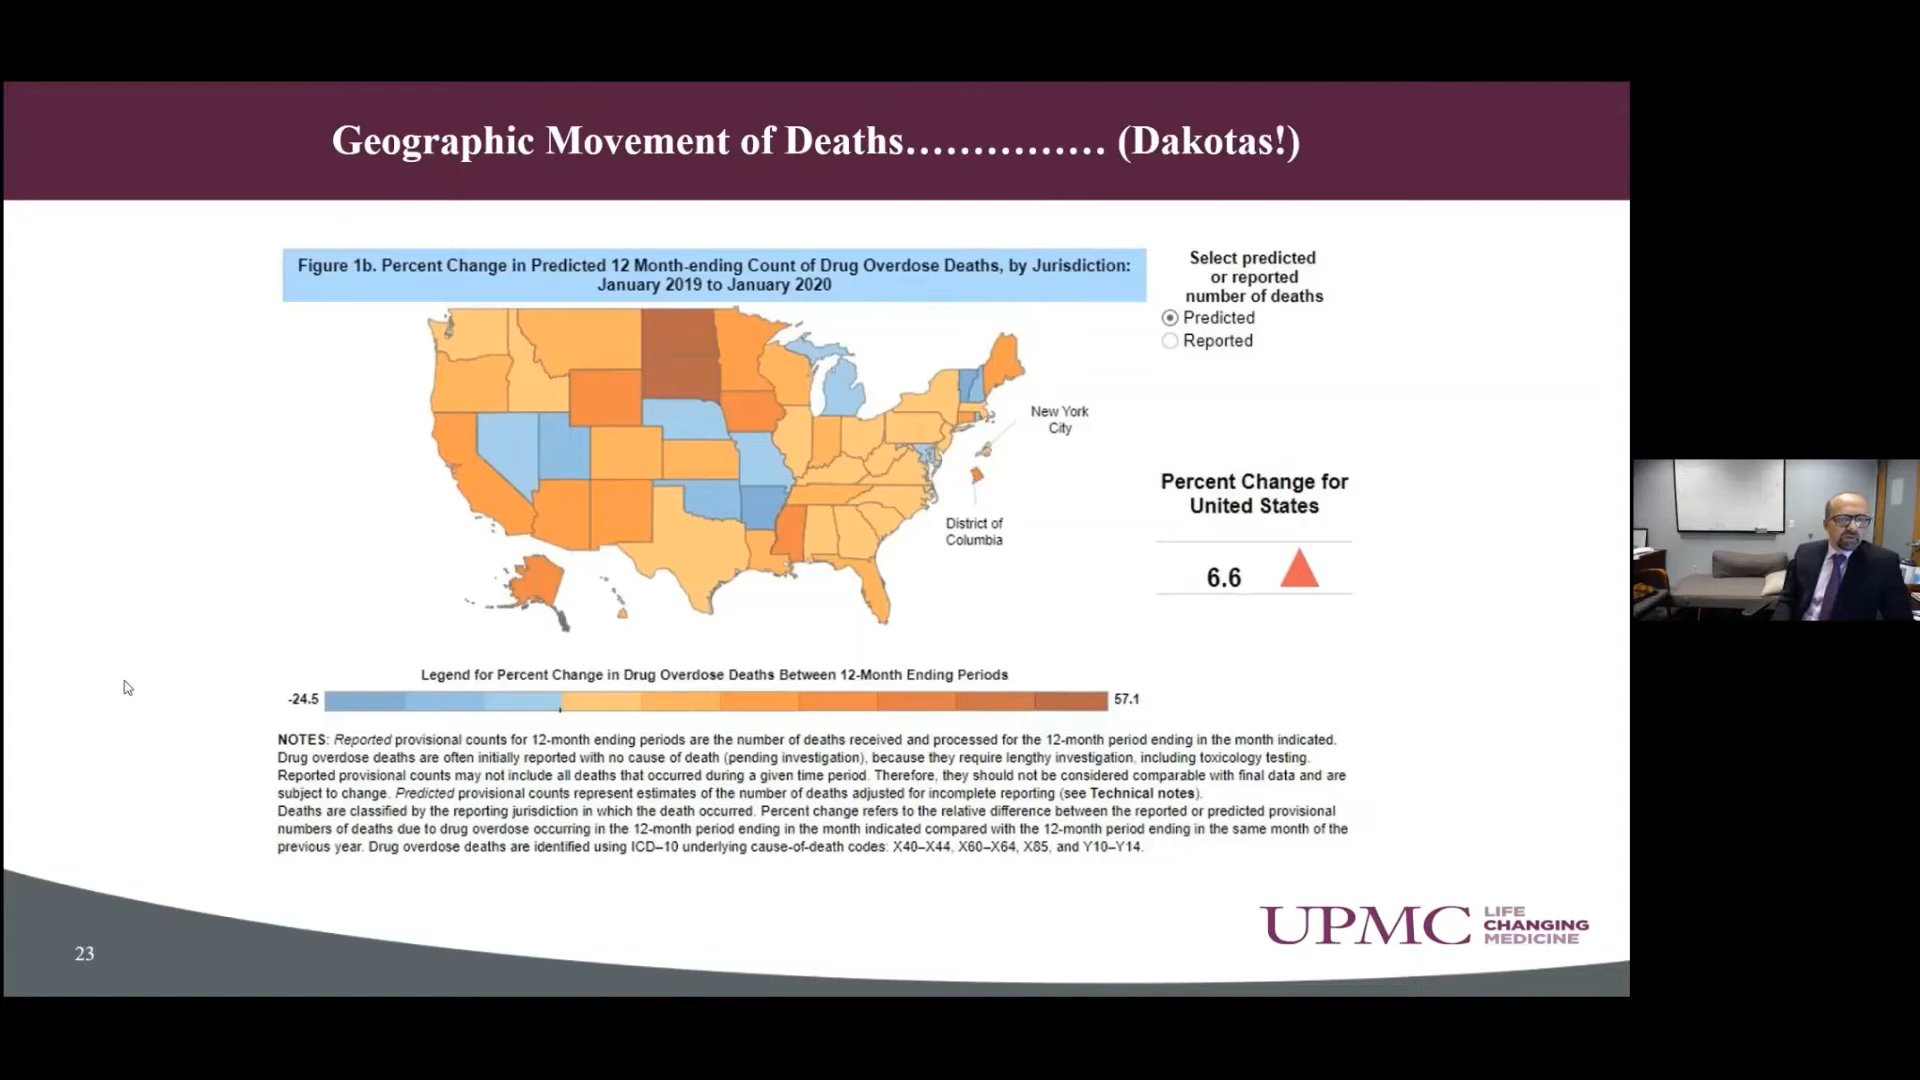 Geographic Movement of Deaths............... (Dakotas!)
Figure 1b. Percent Change in Predicted 12 Month-ending Count of Drug Overdose Deaths, by Jurisdiction:
January 2019 to January 2020
Select predicted
or reported
number of deaths
Predicted
Reported
New York
City
District of
Columbia
Percent Change for
United States
6.6
Legend for Percent Change in Drug Overdose Deaths Between 12-Month Ending Periods
-24.5
57.1
NOTES: Reported provisional counts for 12-month ending periods are the number of deaths received and processed for the 12-month period ending in the month indicated.
Drug overdose deaths are often initially reported with no cause of death (pending investigation), because they require lengthy investigation, including toxicology testing.
Reported provisional counts may not include all deaths that occurred during a given time period. Therefore, they should not be considered comparable with final data and are
subject to change. Predicted provisional counts represent estimates of the number of deaths adjusted for incomplete reporting (see Technical notes).
Deaths are classified by the reporting jurisdiction in which the death occurred. Percent change refers to the relative difference between the reported or predicted provisional
numbers of deaths due to drug overdose occurring in the 12-month period ending in the month indicated compared with the 12-month period ending in the same month of the
previous year. Drug overdose deaths are identified using ICD–10 underlying cause-of-death codes: X40–X44, X60–X64, X85, and Y10–Y14.
UPMC
LIFE
CHANGING
MEDICINE
23